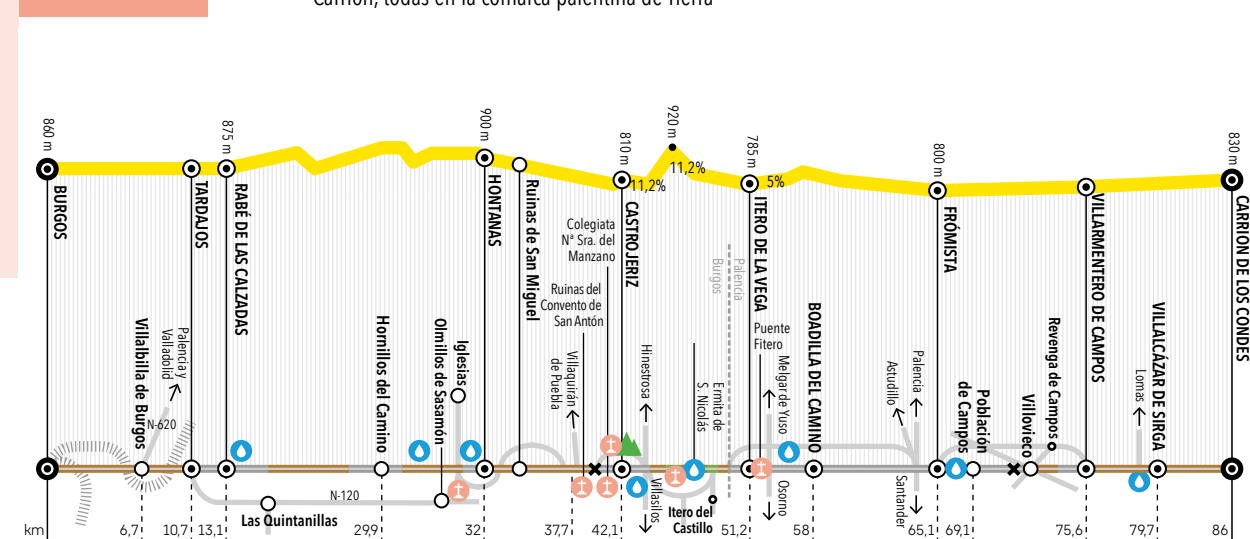 Carrión, todas en la comarca palentina de Tierra
860 m
875 m
900 m
810 m
920 m
785 m
800 m
830 m
11,2%
11,2%
5%
BURGOS
TARDAJOS
RABÉ DE LAS CALZADAS
HONTANAS
Ruinas de San Miguel
CASTROJERIZ
ITERO DE LA VEGA
FRÓMISTA
VILLARMENTERO DE CAMPOS
CARRION DE LOS CONDES
Colegiata
Nª Sra. del
Manzano
Ruinas del
Convento de
San Antón
Burgos
Palencia
Villalbilla de Burgos
Palencia y
Valladolid
N-620
Hornillos del Camino
Olmillos de Sasamón
Iglesias
Villaquirán
de Puebla
Hinestrosa
Ermita de
S. Nicolás
Puente
Fitero
Melgar de Yuso
BOADILLA DEL CAMINO
Astudillo
Palencia
Población
de Campos
Villovieco
Revenga de Campos
Lomas
VILLALCÁZAR DE SIRGA
N-120
Las Quintanillas
Villasilos
Itero del
Castillo
Osorno
Santander
km
6,7
10,7
13,1
29,9
32
37,7
42,1
51,2
58
65,1
69,1
75,6
79,7
86